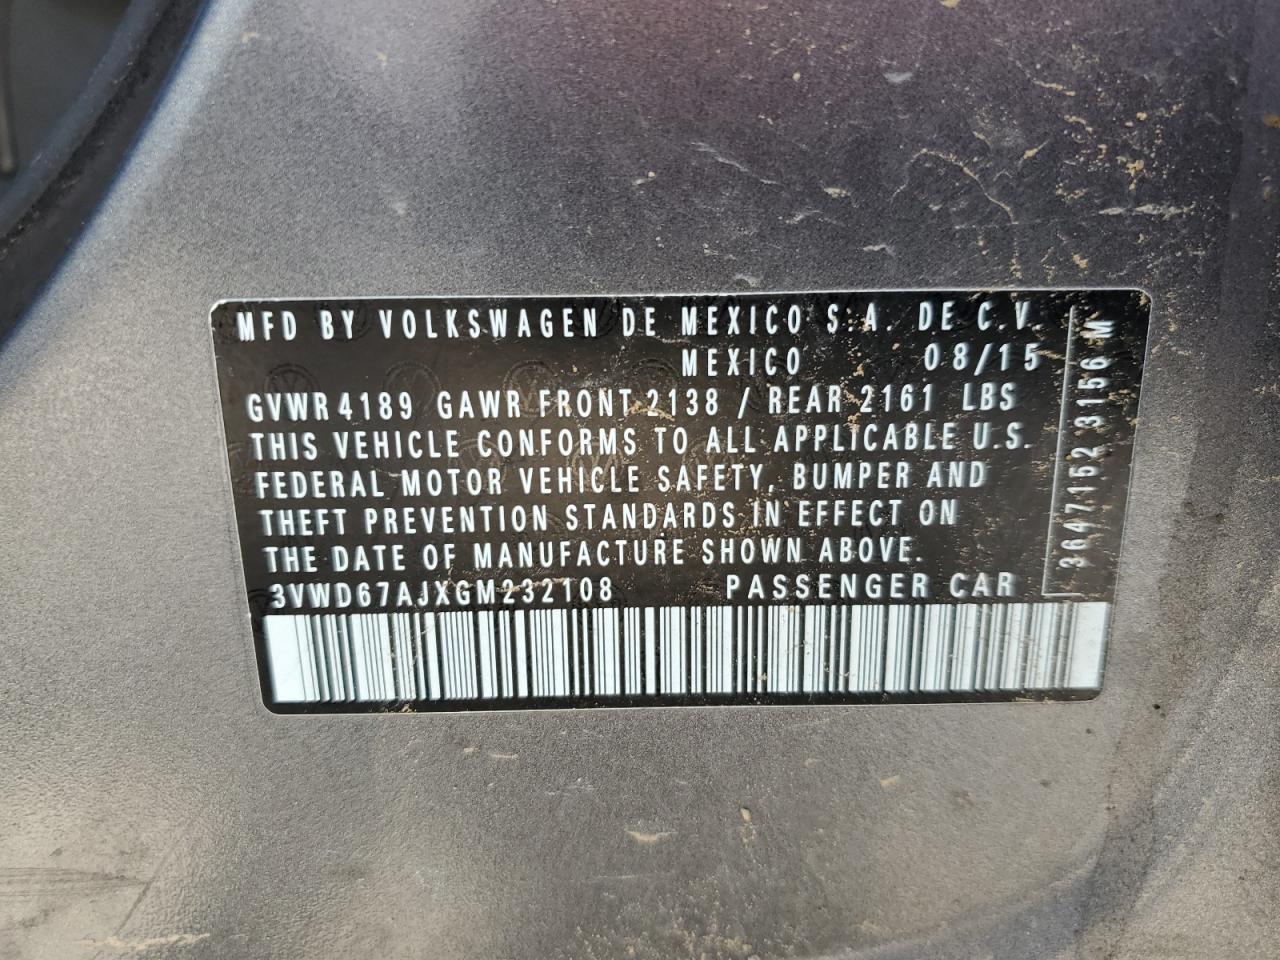 MFD BY VOLKSWAGEN DE MEXICO S.A. DE C.V.
MEXICO 08/15
GVWR 4189 GAWR FRONT 2138 / REAR 2161 LBS
THIS VEHICLE CONFORMS TO ALL APPLICABLE U.S.
FEDERAL MOTOR VEHICLE SAFETY, BUMPER AND
THEFT PREVENTION STANDARDS IN EFFECT ON
THE DATE OF MANUFACTURE SHOWN ABOVE.
3VWD67AJXGM232108 PASSENGER CAR
3647152 3156 M